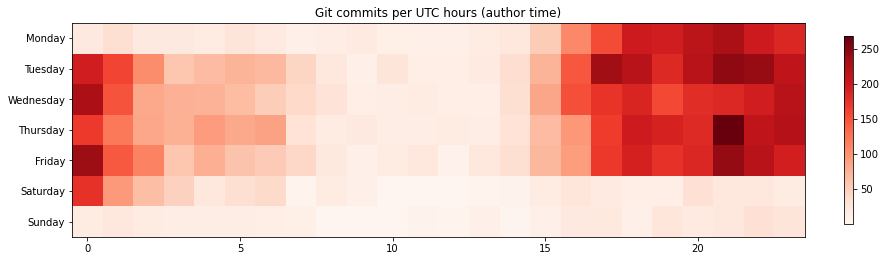 Git commits per UTC hours (author time)
Monday
Tuesday
Wednesday
Thursday
Friday
Saturday
Sunday
0 5 10 15 20
250
200
150
100
50